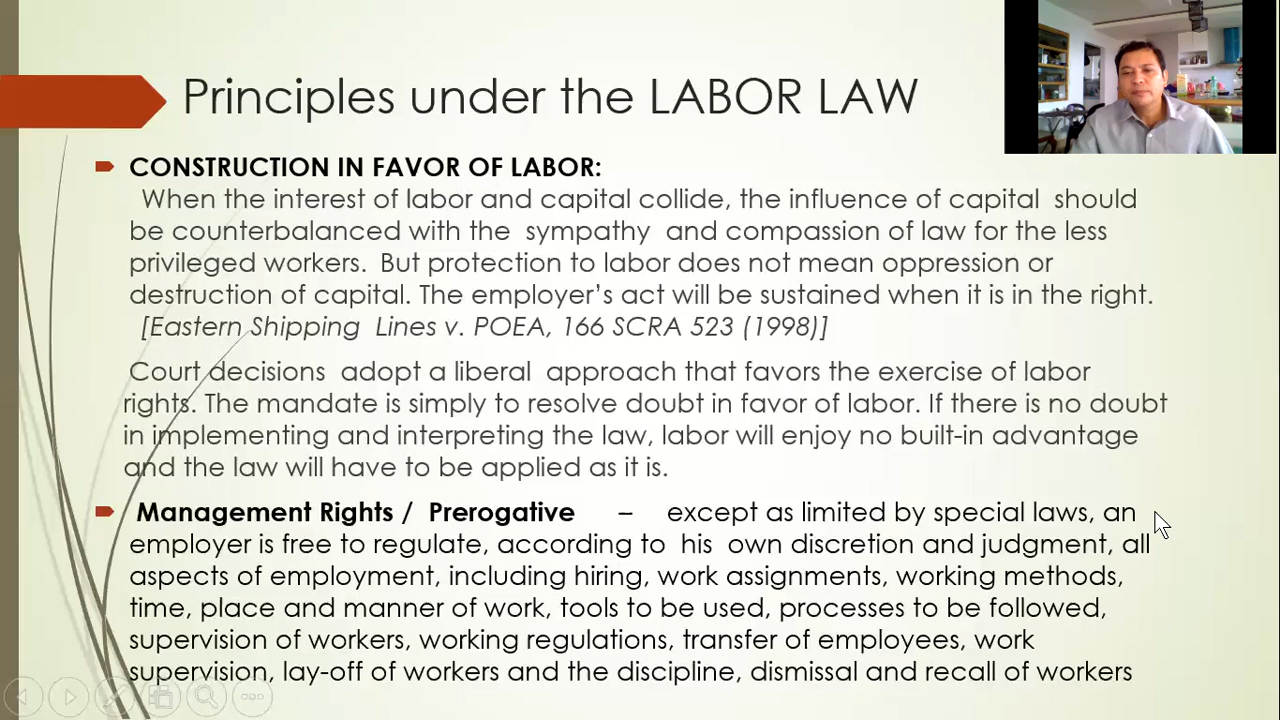 Principles under the LABOR LAW
CONSTRUCTION IN FAVOR OF LABOR:
When the interest of labor and capital collide, the influence of capital should
be counterbalanced with the sympathy and compassion of law for the less
privileged workers. But protection to labor does not mean oppression or
destruction of capital. The employer's act will be sustained when it is in the right.
[Eastern Shipping Lines v. POEA, 166 SCRA 523 (1998)]
Court decisions adopt a liberal approach that favors the exercise of labor
rights. The mandate is simply to resolve doubt in favor of labor. If there is no doubt
in implementing and interpreting the law, labor will enjoy no built-in advantage
and the law will have to be applied as it is.
Management Rights / Prerogative – except as limited by special laws, an
employer is free to regulate, according to his own discretion and judgment, all
aspects of employment, including hiring, work assignments, working methods,
time, place and manner of work, tools to be used, processes to be followed,
supervision of workers, working regulations, transfer of employees, work
supervision, lay-off of workers and the discipline, dismissal and recall of workers